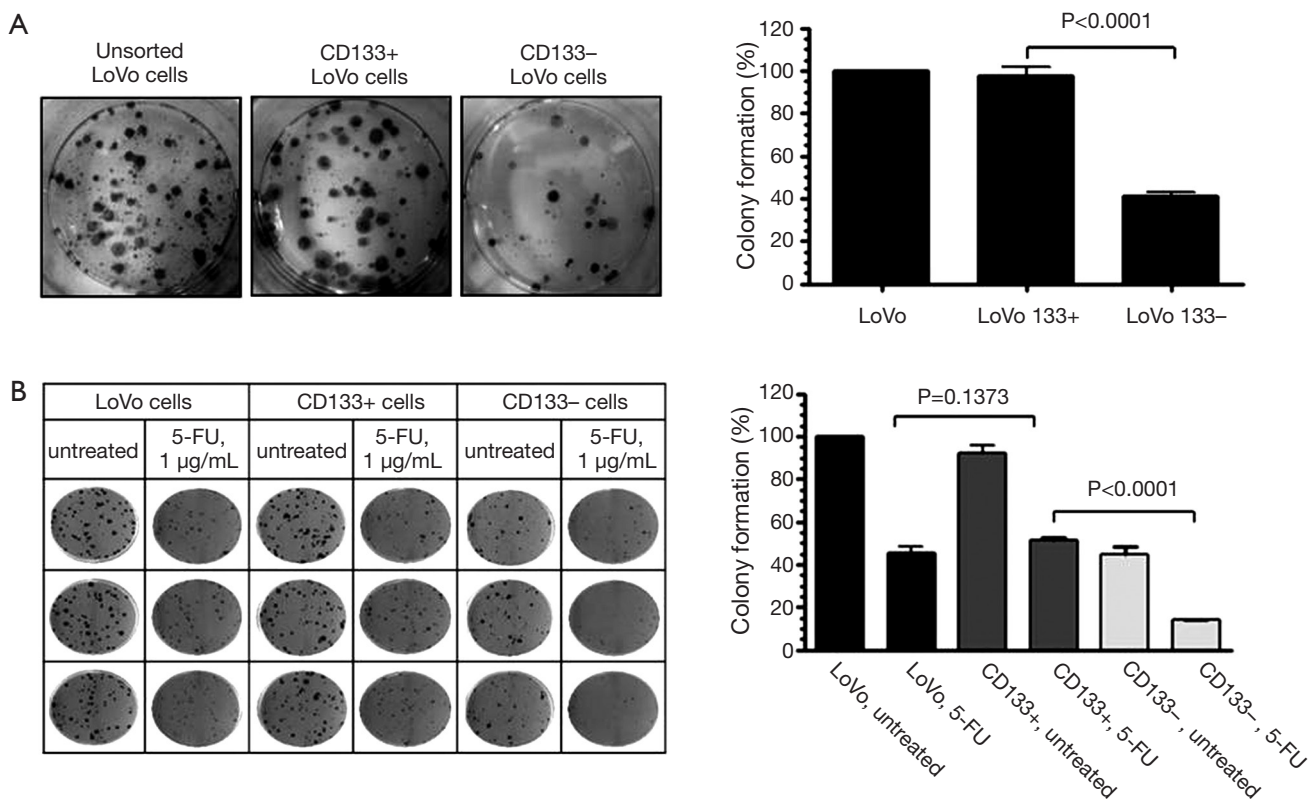 A
Unsorted
LoVo cells
CD133+
LoVo cells
CD133–
LoVo cells
P<0.0001
Colony formation (%)
120
100
80
60
40
20
0
LoVo
LoVo 133+
LoVo 133–
B
LoVo cells
CD133+ cells
CD133– cells
untreated
5-FU,
1 µg/mL
untreated
5-FU,
1 µg/mL
untreated
5-FU,
1 µg/mL
P=0.1373
P<0.0001
Colony formation (%)
120
100
80
60
40
20
0
LoVo, untreated
LoVo, 5-FU
CD133+, untreated
CD133+, 5-FU
CD133–, untreated
CD133–, 5-FU